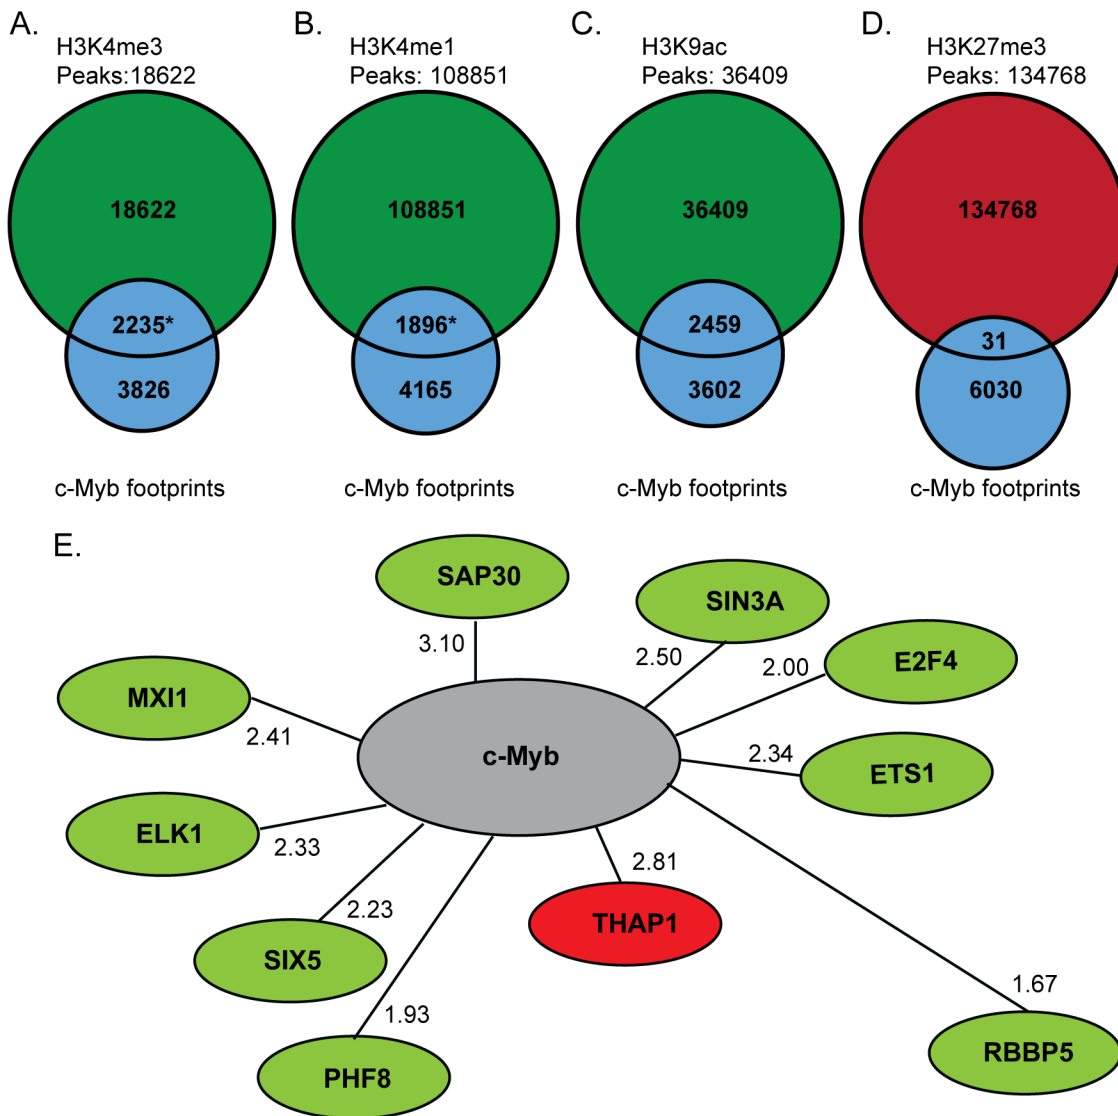 A.
H3K4me3
Peaks:18622
18622
2235*
3826
c-Myb footprints
B.
H3K4me1
Peaks: 108851
108851
1896*
4165
c-Myb footprints
C.
H3K9ac
Peaks: 36409
36409
2459
3602
c-Myb footprints
D.
H3K27me3
Peaks: 134768
134768
31
6030
c-Myb footprints
E.
SAP30
3.10
SIN3A
2.50
E2F4
2.00
MXI1
2.41
c-Myb
ETS1
2.34
ELK1
2.33
THAP1
2.81
SIX5
2.23
PHF8
1.93
RBBP5
1.67